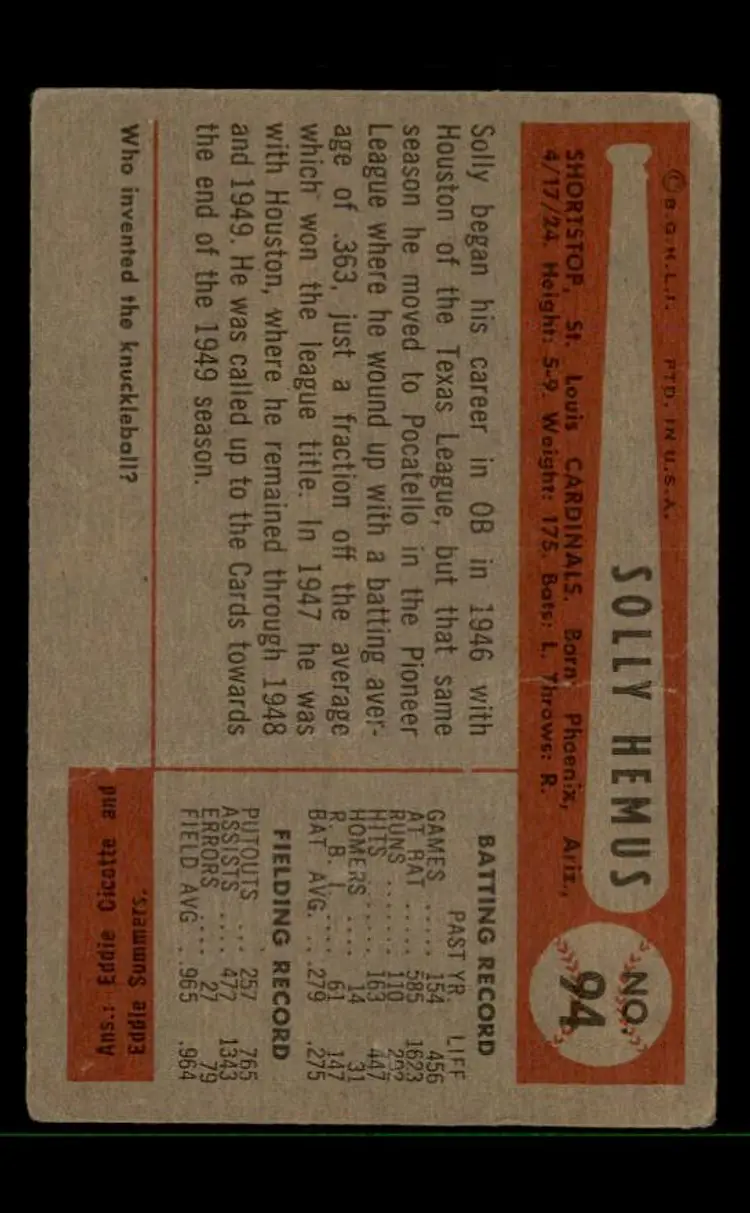 © B.G.H.L.I. PTD. IN U.S.A.
SOLLY HEMUS
NO.
94
SHORTSTOP, St. Louis CARDINALS. Born Phoenix, Ariz.,
4/17/24. Height: 5-9. Weight: 175. Bats: L. Throws: R.
Solly began his career in OB in 1946 with
Houston of the Texas League, but that same
season he moved to Pocatello in the Pioneer
League where he wound up with a batting aver-
age of .363, just a fraction off the average
which won the league title. In 1947 he was
with Houston, where he remained through 1948
and 1949. He was called up to the Cards towards
the end of the 1949 season.
BATTING RECORD
PAST YR LIFE
GAMES ..... 154 456
AT BAT ..... 585 1623
RUNS ....... 110 292
HITS ...... 163 447
HOMERS .... 14 31
R. B. I. .... 61 147
BAT AVG. ... .279 .275
FIELDING RECORD
PUTOUTS ... 257 765
ASSISTS .... 477 1343
ERRORS .... 27 79
FIELD AVG .. .965 .964
Who invented the knuckleball?
Ans.: Eddie Cicotte and
Eddie Summers.